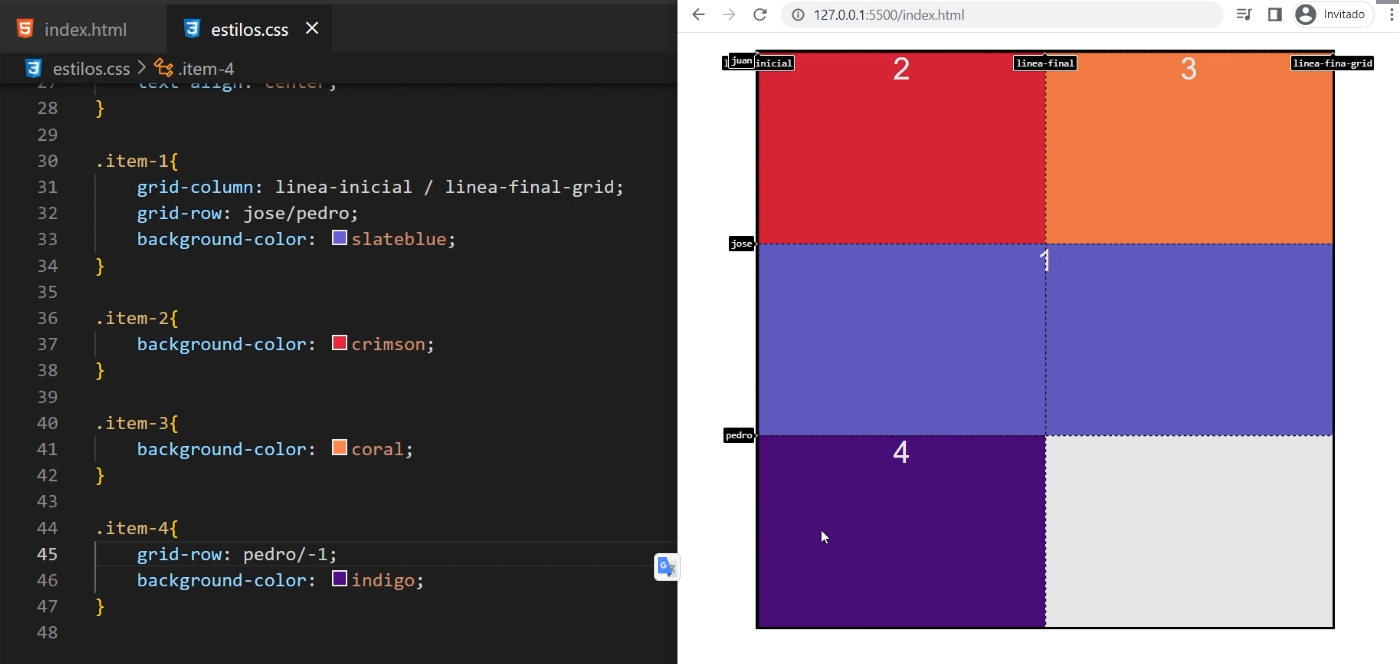 index.html
estilos.css
127.0.0.1:5500/index.html
Invitado
estilos.css > .item-4
27 text-align: center;
28 }
29
30 .item-1{
31 grid-column: linea-inicial / linea-final-grid;
32 grid-row: jose/pedro;
33 background-color: slateblue;
34 }
35
36 .item-2{
37 background-color: crimson;
38 }
39
40 .item-3{
41 background-color: coral;
42 }
43
44 .item-4{
45 grid-row: pedro/-1;
46 background-color: indigo;
47 }
48
juan inicial
linea-final
linea-fina-grid
2
3
jose
1
pedro
4